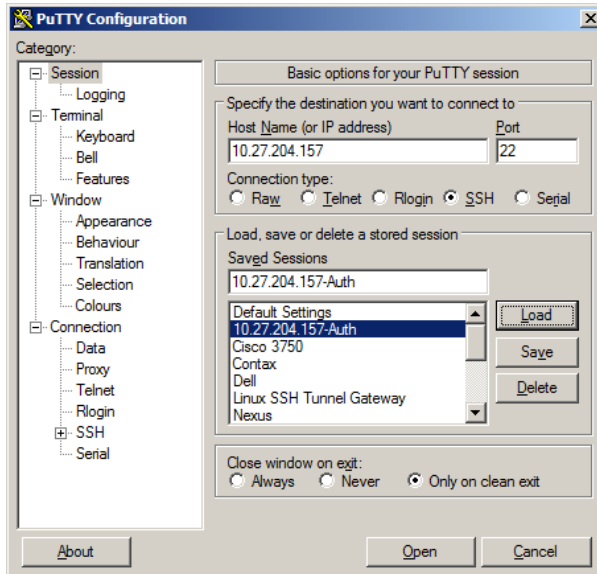 PuTTY Configuration
Category:
Session
Logging
Terminal
Keyboard
Bell
Features
Window
Appearance
Behaviour
Translation
Selection
Colours
Connection
Data
Proxy
Telnet
Rlogin
SSH
Serial
Basic options for your PuTTY session
Specify the destination you want to connect to
Host Name (or IP address) Port
10.27.204.157 22
Connection type:
Raw Telnet Rlogin SSH Serial
Load, save or delete a stored session
Saved Sessions
10.27.204.157-Auth
Default Settings
10.27.204.157-Auth
Cisco 3750
Contax
Dell
Linux SSH Tunnel Gateway
Nexus
Load
Save
Delete
Close window on exit:
Always Never Only on clean exit
About Open Cancel